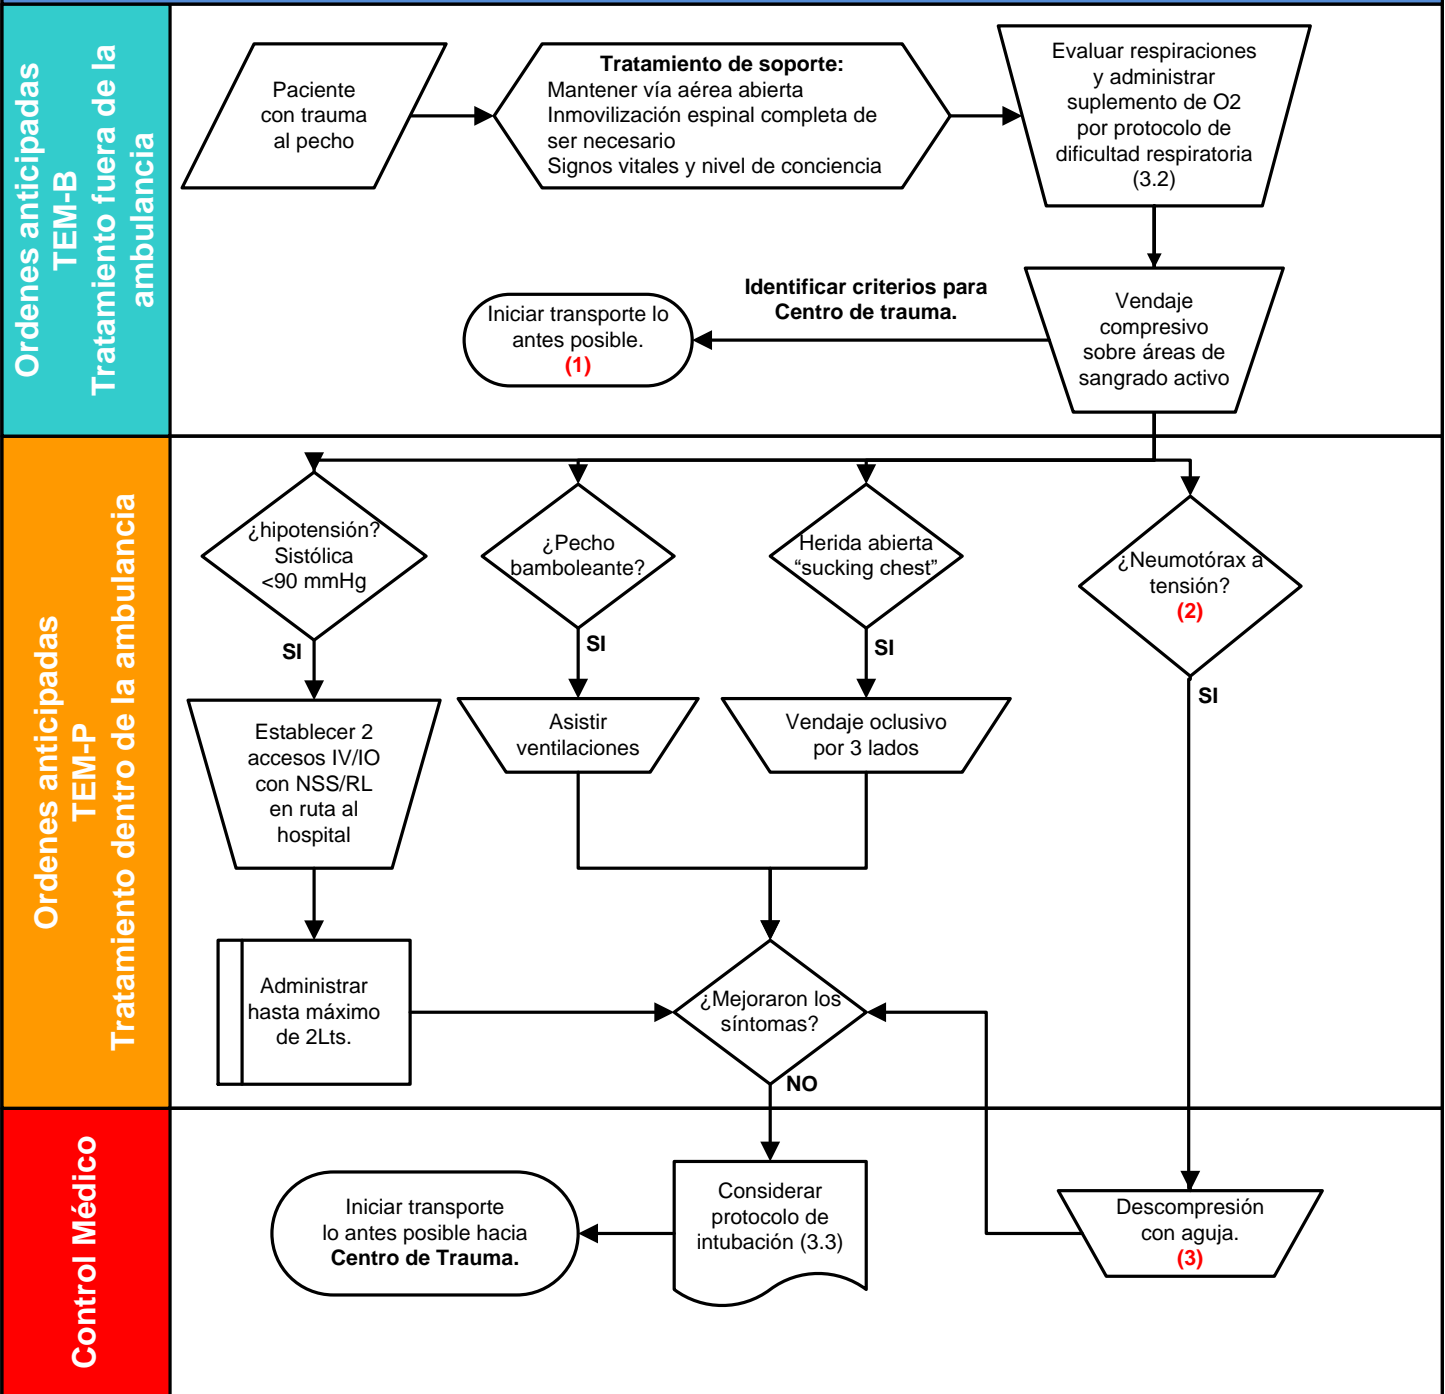 Ordenes anticipadas
TEM-B
Tratamiento fuera de la
ambulancia
Paciente
con trauma
al pecho
Tratamiento de soporte:
Mantener vía aérea abierta
Inmovilización espinal completa de
ser necesario
Signos vitales y nivel de conciencia
Evaluar respiraciones
y administrar
suplemento de O2
por protocolo de
dificultad respiratoria
(3.2)
Vendaje
compresivo
sobre áreas de
sangrado activo
Identificar criterios para
Centro de trauma.
Iniciar transporte lo
antes posible.
(1)
Ordenes anticipadas
TEM-P
Tratamiento dentro de la ambulancia
¿hipotensión?
Sistólica
<90 mmHg
SI
Establecer 2
accesos IV/IO
con NSS/RL
en ruta al
hospital
Administrar
hasta máximo
de 2Lts.
¿Pecho
bamboleante?
SI
Asistir
ventilaciones
Herida abierta
“sucking chest”
SI
Vendaje oclusivo
por 3 lados
¿Neumotórax a
tensión?
(2)
SI
¿Mejoraron los
síntomas?
NO
Control Médico
Iniciar transporte
lo antes posible hacia
Centro de Trauma.
Considerar
protocolo de
intubación (3.3)
Descompresión
con aguja.
(3)